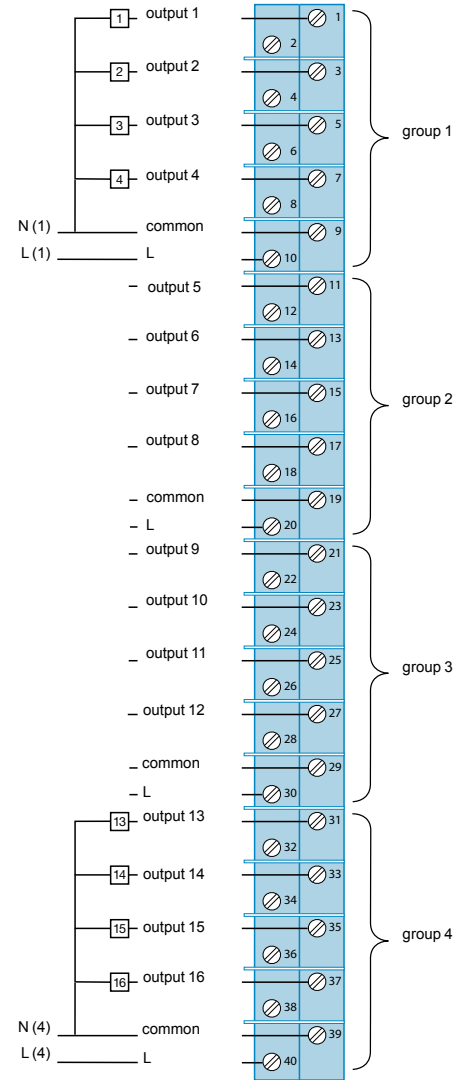 1 output 1 1
2
2 output 2 3
4
3 output 3 5 group 1
6
4 output 4 7
8
N (1) common 9
L (1) L 10
– output 5 11
12
– output 6 13
14
– output 7 15 group 2
16
– output 8 17
18
– common 19
– L 20
– output 9 21
22
– output 10 23
24
– output 11 25 group 3
26
– output 12 27
28
– common 29
– L 30
13 output 13 31
32
14 output 14 33
34
15 output 15 35 group 4
36
16 output 16 37
38
N (4) common 39
L (4) L 40